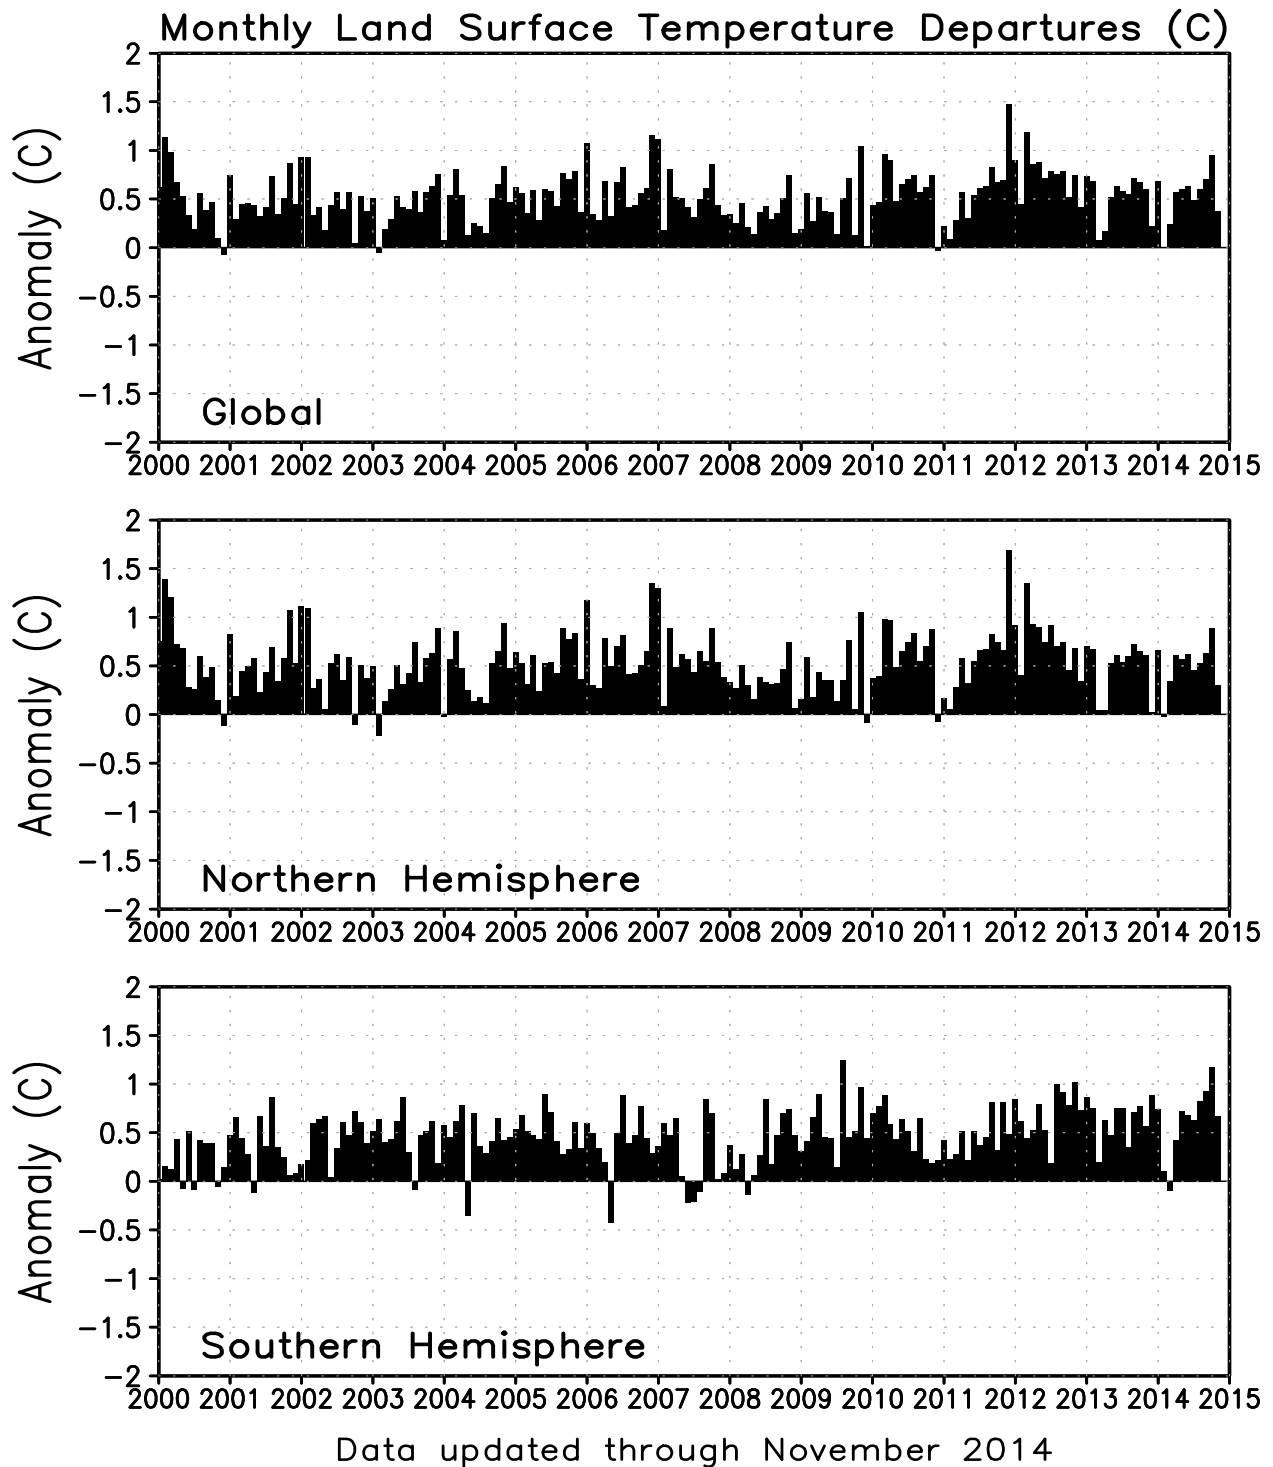 Monthly Land Surface Temperature Departures (C)
2
1.5
1
0.5
0
−0.5
−1
−1.5
−2
Anomaly (C)
Global
2000 2001 2002 2003 2004 2005 2006 2007 2008 2009 2010 2011 2012 2013 2014 2015
2
1.5
1
0.5
0
−0.5
−1
−1.5
−2
Anomaly (C)
Northern Hemisphere
2000 2001 2002 2003 2004 2005 2006 2007 2008 2009 2010 2011 2012 2013 2014 2015
2
1.5
1
0.5
0
−0.5
−1
−1.5
−2
Anomaly (C)
Southern Hemisphere
2000 2001 2002 2003 2004 2005 2006 2007 2008 2009 2010 2011 2012 2013 2014 2015
Data updated through November 2014